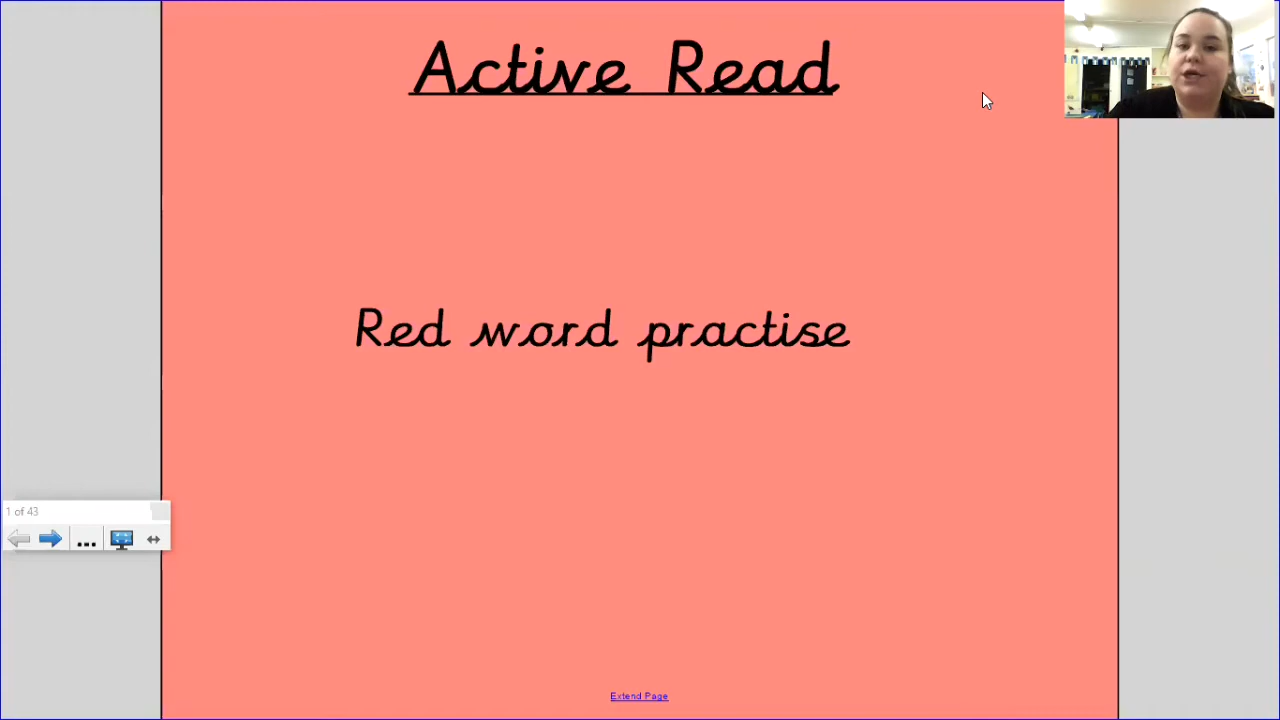 Active Read
Red word practise
1 of 43
...
Extend Page